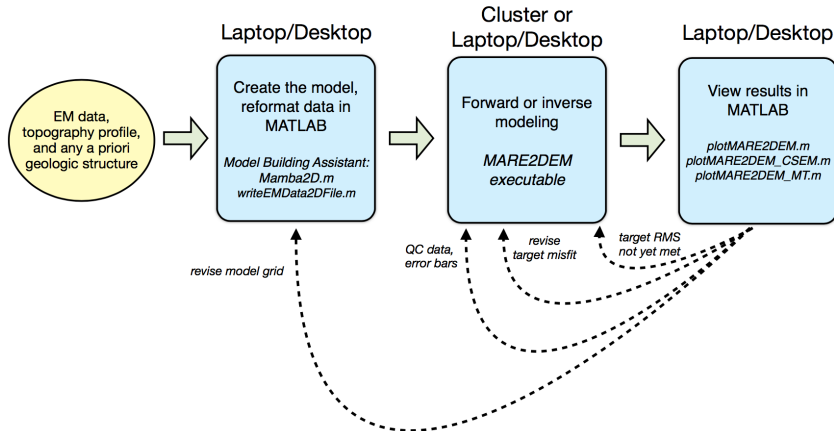 Laptop/Desktop
Cluster or
Laptop/Desktop
Laptop/Desktop
EM data,
topography profile,
and any a priori
geologic structure
Create the model,
reformat data in
MATLAB
Model Building Assistant:
Mamba2D.m
writeEMData2DFile.m
Forward or inverse
modeling
MARE2DEM
executable
View results in
MATLAB
plotMARE2DEM.m
plotMARE2DEM_CSEM.m
plotMARE2DEM_MT.m
revise model grid
QC data,
error bars
revise
target misfit
target RMS
not yet met